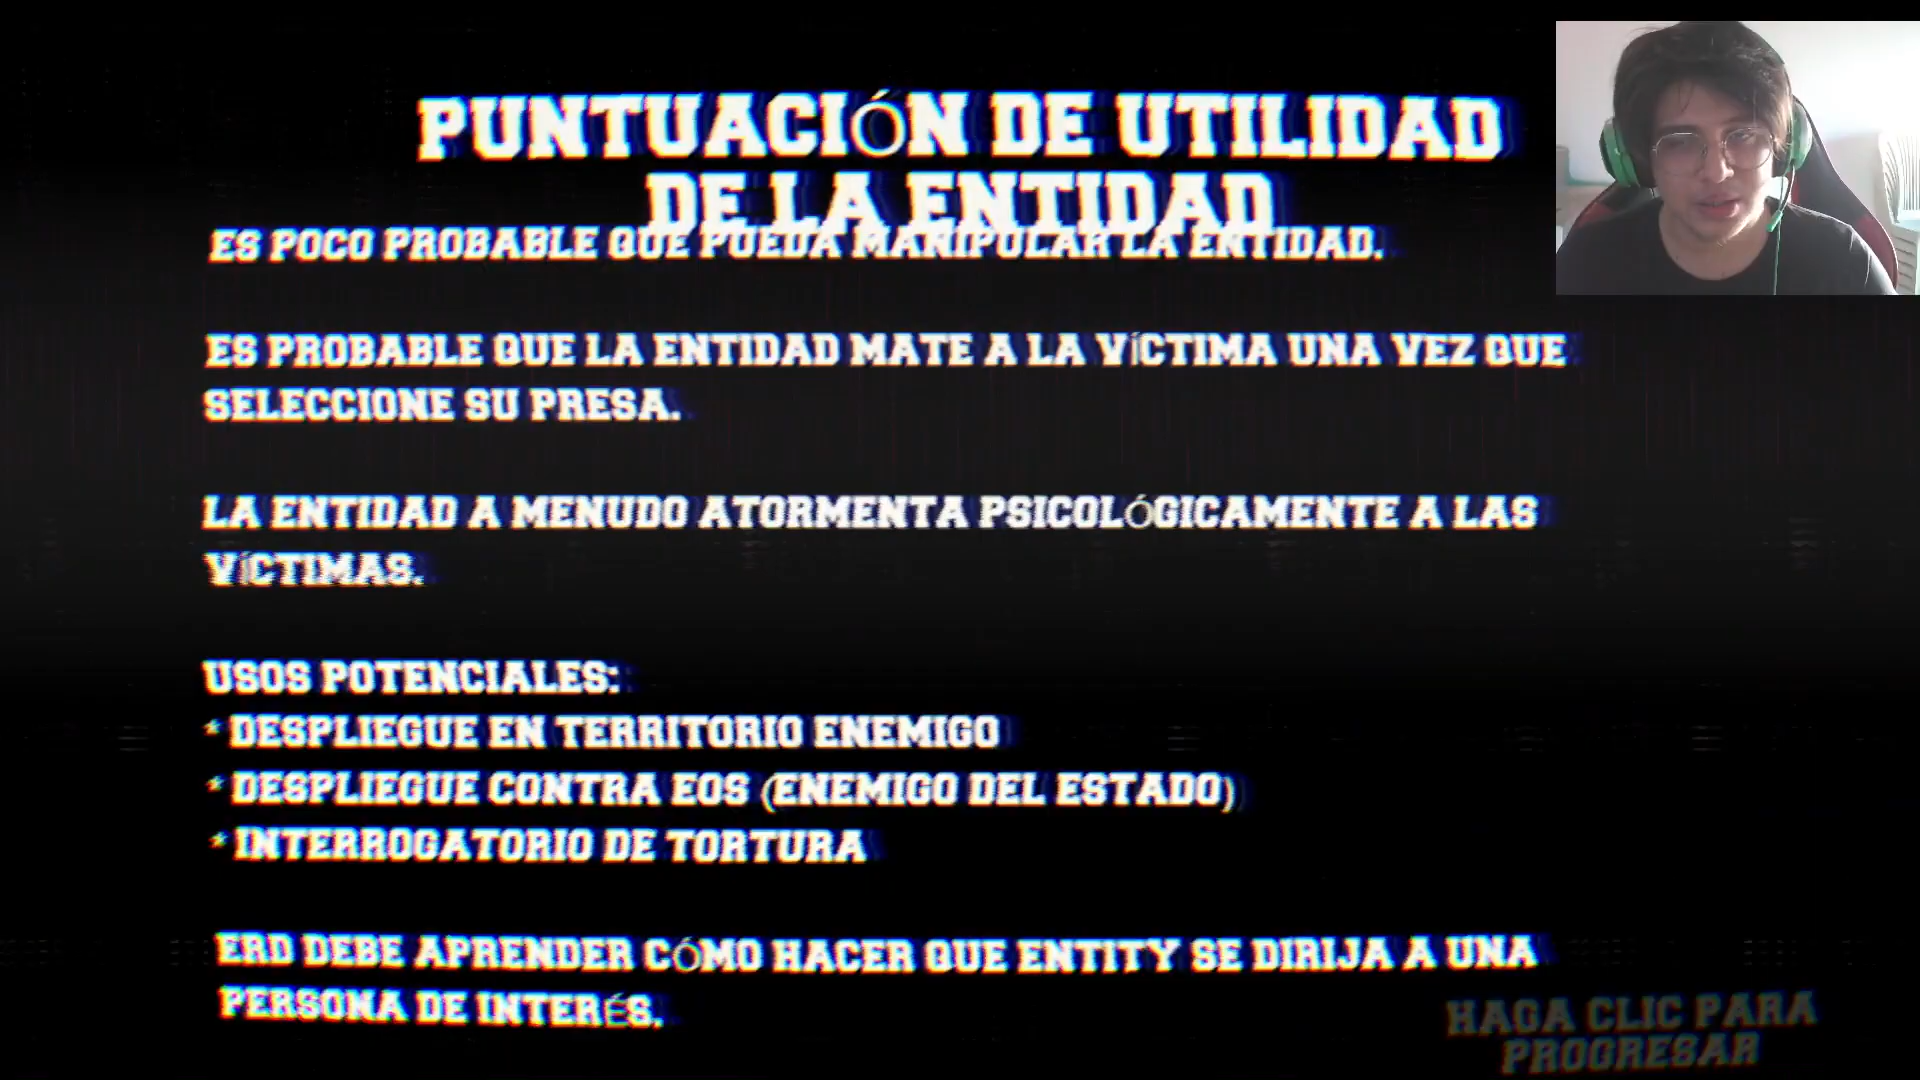 PUNTUACIÓN DE UTILIDAD
DE LA ENTIDAD
ES POCO PROBABLE QUE PUEDA MANIPULAR LA ENTIDAD.
ES PROBABLE QUE LA ENTIDAD MATE A LA VÍCTIMA UNA VEZ QUE
SELECCIONE SU PRESA.
LA ENTIDAD A MENUDO ATORMENTA PSICOLÓGICAMENTE A LAS
VÍCTIMAS.
USOS POTENCIALES:
* DESPLIEGUE EN TERRITORIO ENEMIGO
* DESPLIEGUE CONTRA EOS (ENEMIGO DEL ESTADO)
* INTERROGATORIO DE TORTURA
ERD DEBE APRENDER CÓMO HACER QUE ENTITY SE DIRIJA A UNA
PERSONA DE INTERÉS.
HAGA CLIC PARA
PROGRESAR